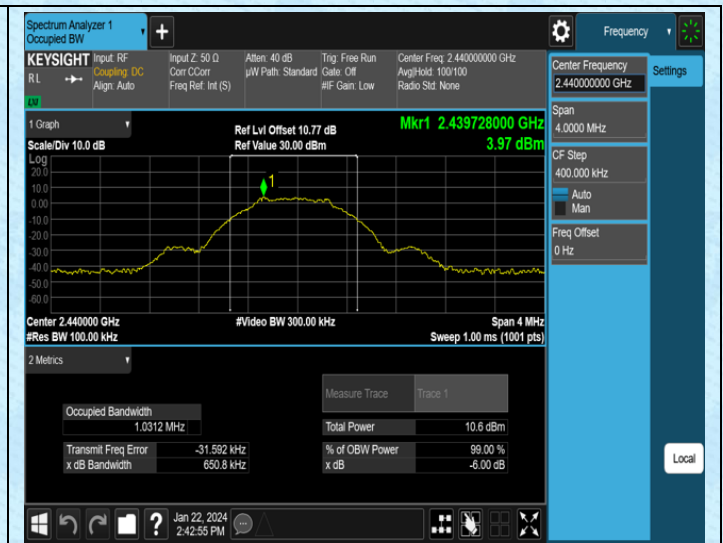 Spectrum Analyzer 1
Occupied BW
Frequency
KEYSIGHT
R L
LXI
Input: RF
Coupling: DC
Align: Auto
Input Z: 50 Ω
Corr CCorr
Freq Ref: Int (S)
Atten: 40 dB
µW Path: Standard
Trig: Free Run
Gate: Off
#IF Gain: Low
Center Freq: 2.440000000 GHz
Avg|Hold: 100/100
Radio Std: None
Center Frequency
2.440000000 GHz
Settings
Span
4.0000 MHz
CF Step
400.000 kHz
Auto
Man
Freq Offset
0 Hz
1 Graph
Scale/Div 10.0 dB
Ref Lvl Offset 10.77 dB
Ref Value 30.00 dBm
Mkr1 2.439728000 GHz
3.97 dBm
Log
20.0
10.0
0.00
-10.0
-20.0
-30.0
-40.0
-50.0
-60.0
1
Center 2.440000 GHz
#Res BW 100.00 kHz
#Video BW 300.00 kHz
Span 4 MHz
Sweep 1.00 ms (1001 pts)
2 Metrics
Measure Trace Trace 1
Occupied Bandwidth
1.0312 MHz
Total Power 10.6 dBm
Transmit Freq Error -31.592 kHz
% of OBW Power 99.00 %
x dB Bandwidth 650.8 kHz
x dB -6.00 dB
Local
?
Jan 22, 2024
2:42:55 PM